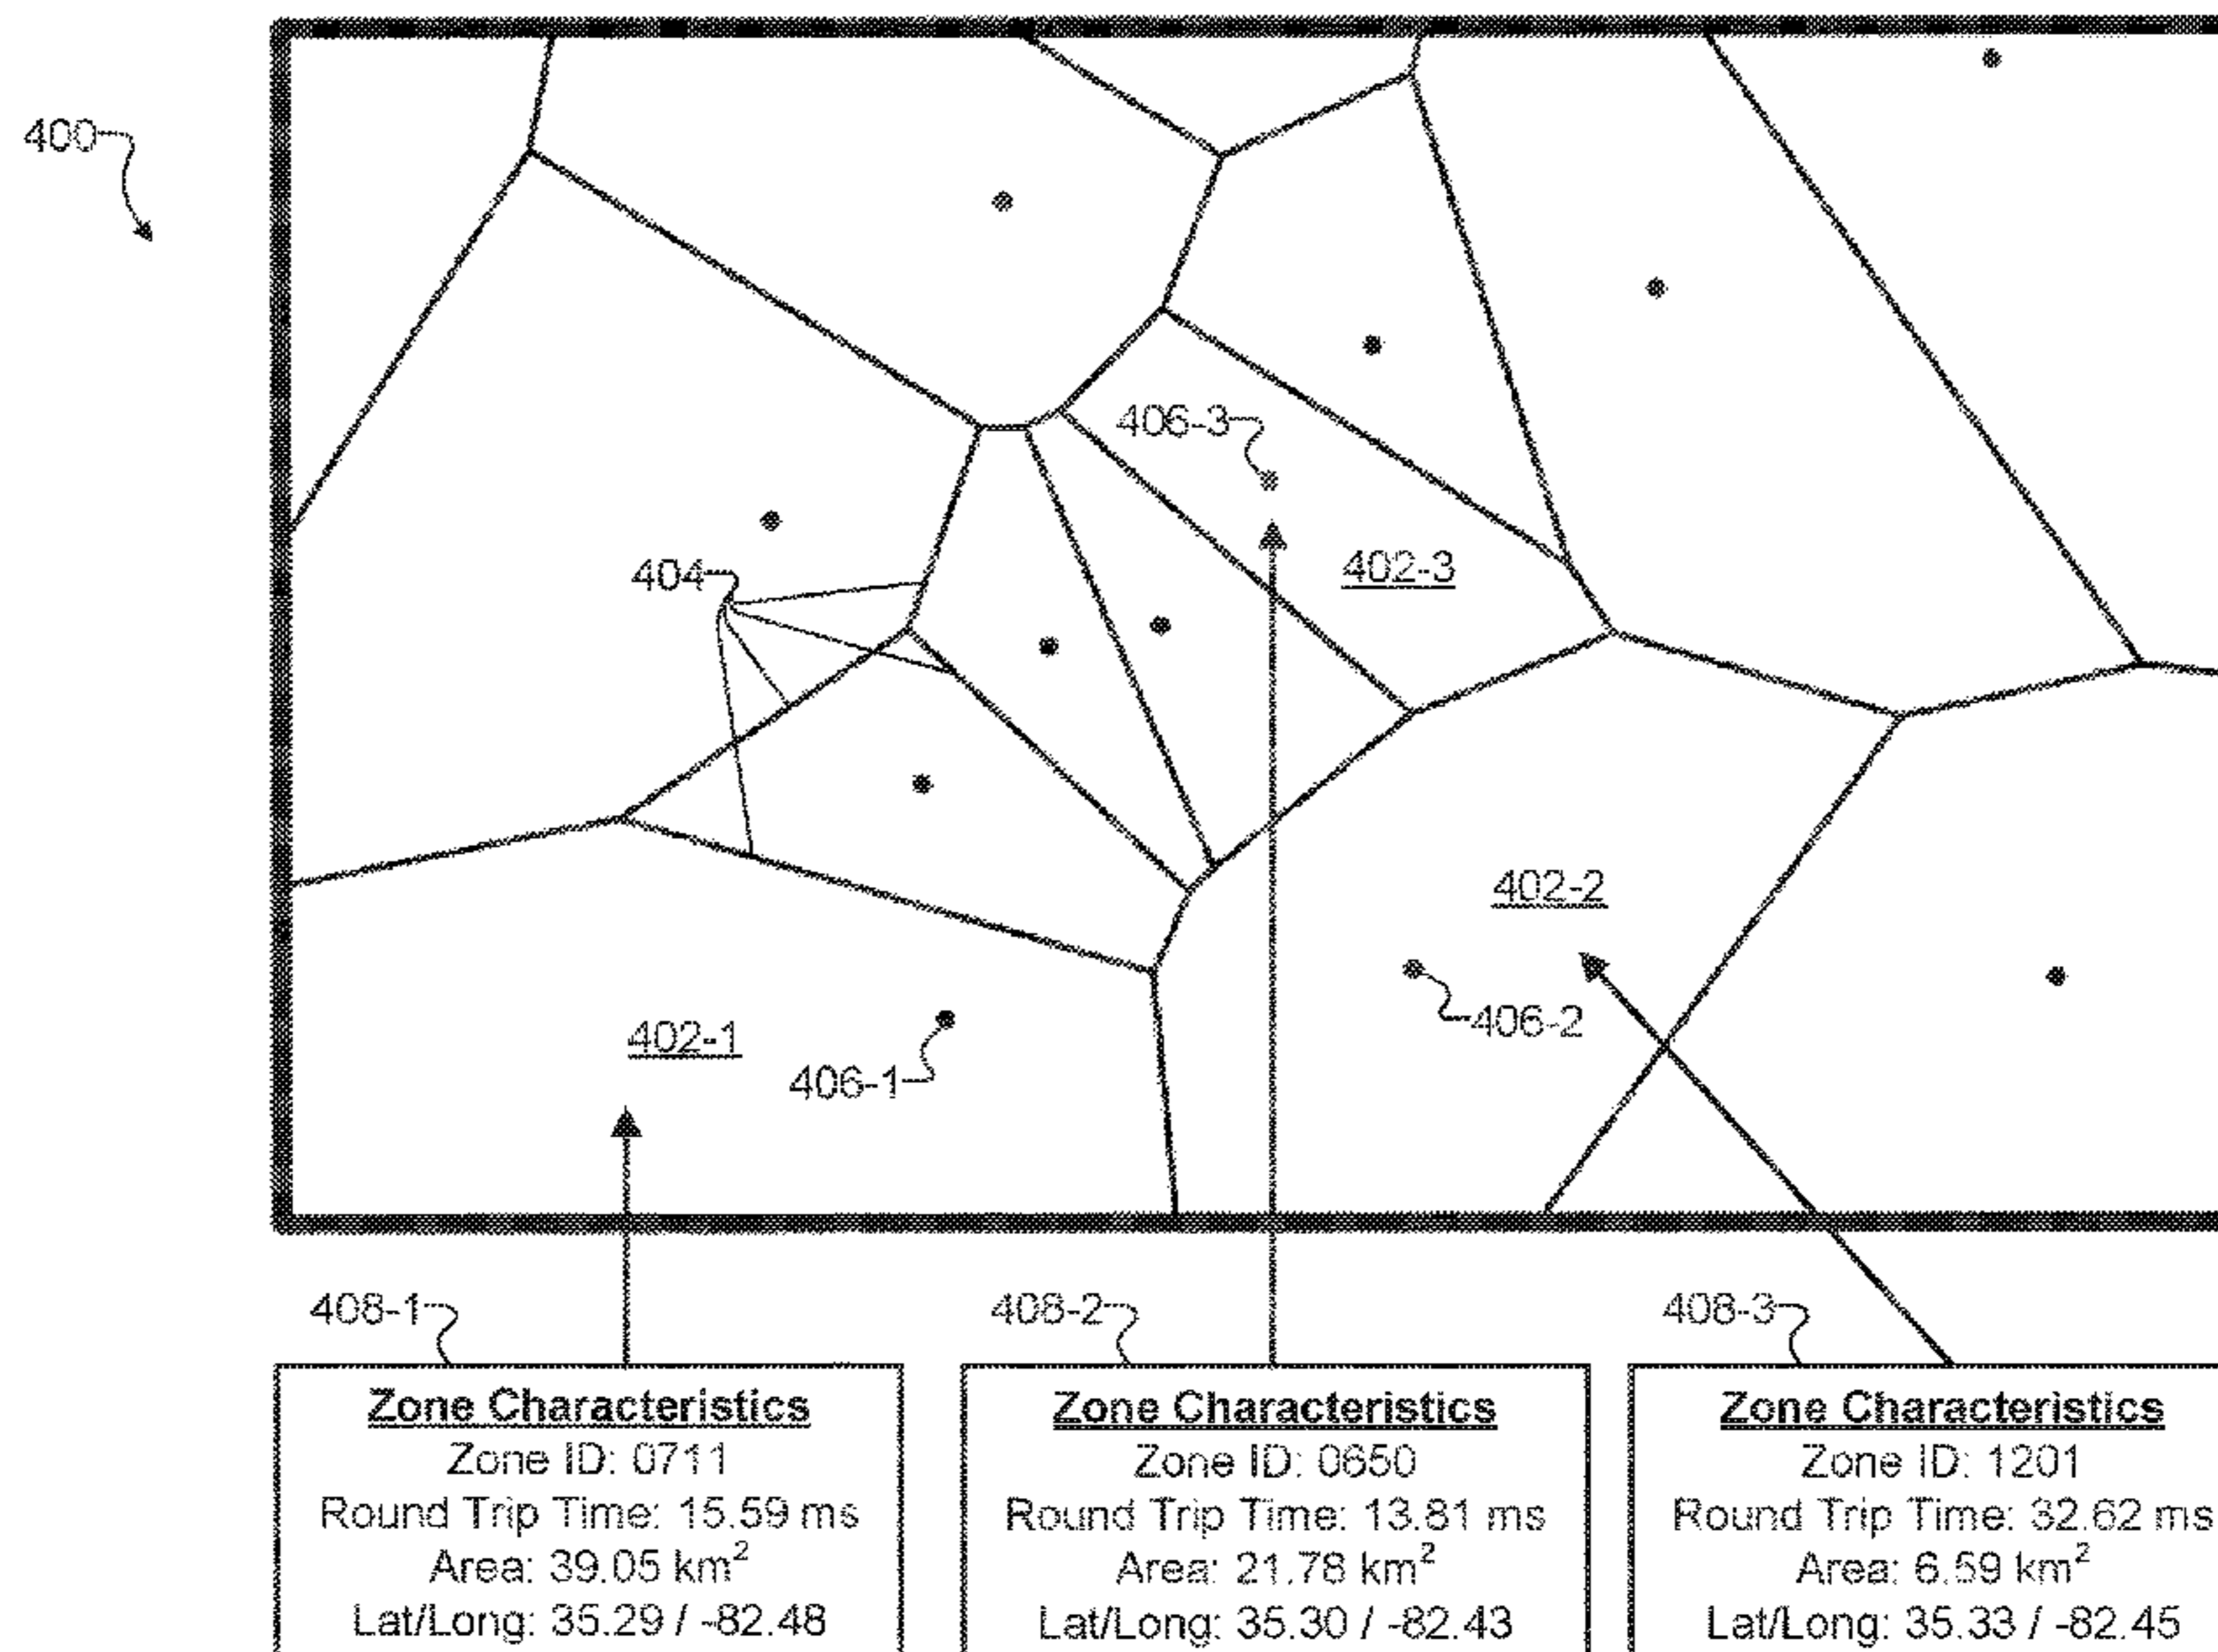 400
406-3
404
402-3
402-2
406-2
402-1
406-1
408-1
408-2
408-3
Zone Characteristics
Zone ID: 0711
Round Trip Time: 15.59 ms
Area: 39.05 km²
Lat/Long: 35.29 / -82.48
Zone Characteristics
Zone ID: 0650
Round Trip Time: 13.81 ms
Area: 21.78 km²
Lat/Long: 35.30 / -82.43
Zone Characteristics
Zone ID: 1201
Round Trip Time: 32.62 ms
Area: 6.59 km²
Lat/Long: 35.33 / -82.45